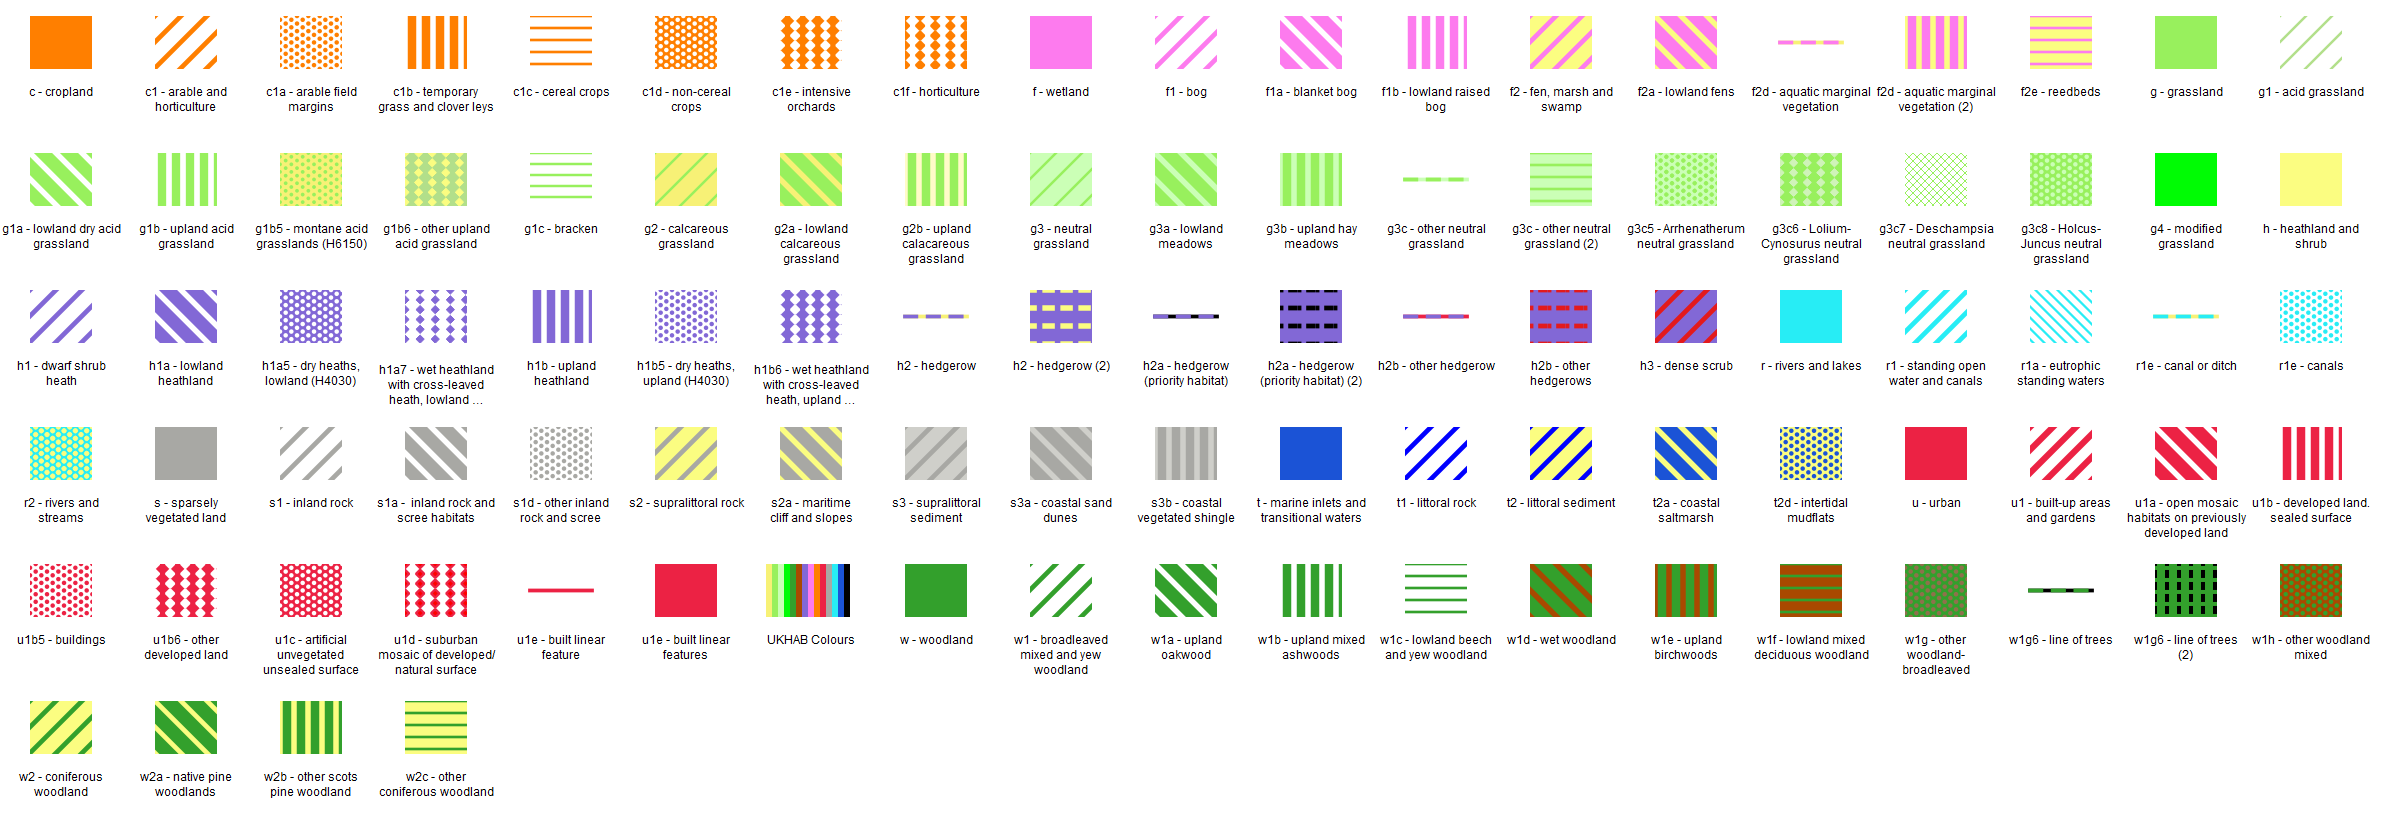 c - cropland
c1 - arable and
horticulture
c1a - arable field
margins
c1b - temporary
grass and clover leys
c1c - cereal crops
c1d - non-cereal
crops
c1e - intensive
orchards
c1f - horticulture
f - wetland
f1 - bog
f1a - blanket bog
f1b - lowland raised
bog
f2 - fen, marsh and
swamp
f2a - lowland fens
f2d - aquatic marginal
vegetation
f2d - aquatic marginal
vegetation (2)
f2e - reedbeds
g - grassland
g1 - acid grassland
g1a - lowland dry acid
grassland
g1b - upland acid
grassland
g1b5 - montane acid
grasslands (H6150)
g1b6 - other upland
acid grassland
g1c - bracken
g2 - calcareous
grassland
g2a - lowland
calcareous
grassland
g2b - upland
calacareous
grassland
g3 - neutral
grassland
g3a - lowland
meadows
g3b - upland hay
meadows
g3c - other neutral
grassland
g3c - other neutral
grassland (2)
g3c5 - Arrhenatherum
neutral grassland
g3c6 - Lolium-
Cynosurus neutral
grassland
g3c7 - Deschampsia
neutral grassland
g3c8 - Holcus-
Juncus neutral
grassland
g4 - modified
grassland
h - heathland and
shrub
h1 - dwarf shrub
heath
h1a - lowland
heathland
h1a5 - dry heaths,
lowland (H4030)
h1a7 - wet heathland
with cross-leaved
heath, lowland ...
h1b - upland
heathland
h1b5 - dry heaths,
upland (H4030)
h1b6 - wet heathland
with cross-leaved
heath, upland ...
h2 - hedgerow
h2 - hedgerow (2)
h2a - hedgerow
(priority habitat)
h2a - hedgerow
(priority habitat) (2)
h2b - other hedgerow
h2b - other
hedgerows
h3 - dense scrub
r - rivers and lakes
r1 - standing open
water and canals
r1a - eutrophic
standing waters
r1e - canal or ditch
r1e - canals
r2 - rivers and
streams
s - sparsely
vegetated land
s1 - inland rock
s1a -  inland rock and
scree habitats
s1d - other inland
rock and scree
s2 - supralittoral rock
s2a - maritime
cliff and slopes
s3 - supralittoral
sediment
s3a - coastal sand
dunes
s3b - coastal
vegetated shingle
t - marine inlets and
transitional waters
t1 - littoral rock
t2 - littoral sediment
t2a - coastal
saltmarsh
t2d - intertidal
mudflats
u - urban
u1 - built-up areas
and gardens
u1a - open mosaic
habitats on previously
developed land
u1b - developed land.
sealed surface
u1b5 - buildings
u1b6 - other
developed land
u1c - artificial
unvegetated
unsealed surface
u1d - suburban
mosaic of developed/
natural surface
u1e - built linear
feature
u1e - built linear
features
UKHAB Colours
w - woodland
w1 - broadleaved
mixed and yew
woodland
w1a - upland
oakwood
w1b - upland mixed
ashwoods
w1c - lowland beech
and yew woodland
w1d - wet woodland
w1e - upland
birchwoods
w1f - lowland mixed
deciduous woodland
w1g - other
woodland-
broadleaved
w1g6 - line of trees
w1g6 - line of trees
(2)
w1h - other woodland
mixed
w2 - coniferous
woodland
w2a - native pine
woodlands
w2b - other scots
pine woodland
w2c - other
coniferous woodland